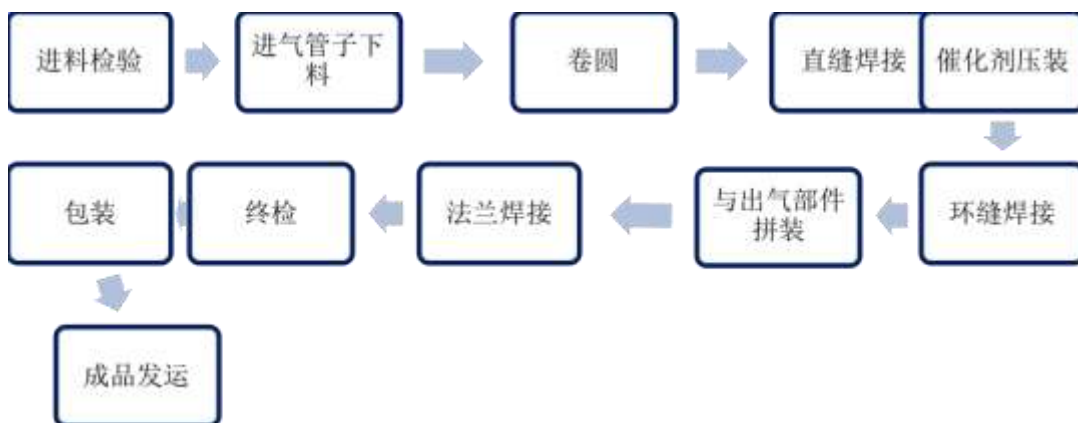 进料检验
进气管子下
料
卷圆
直缝焊接
催化剂压装
包装
终检
法兰焊接
与出气部件
拼装
环缝焊接
成品发运